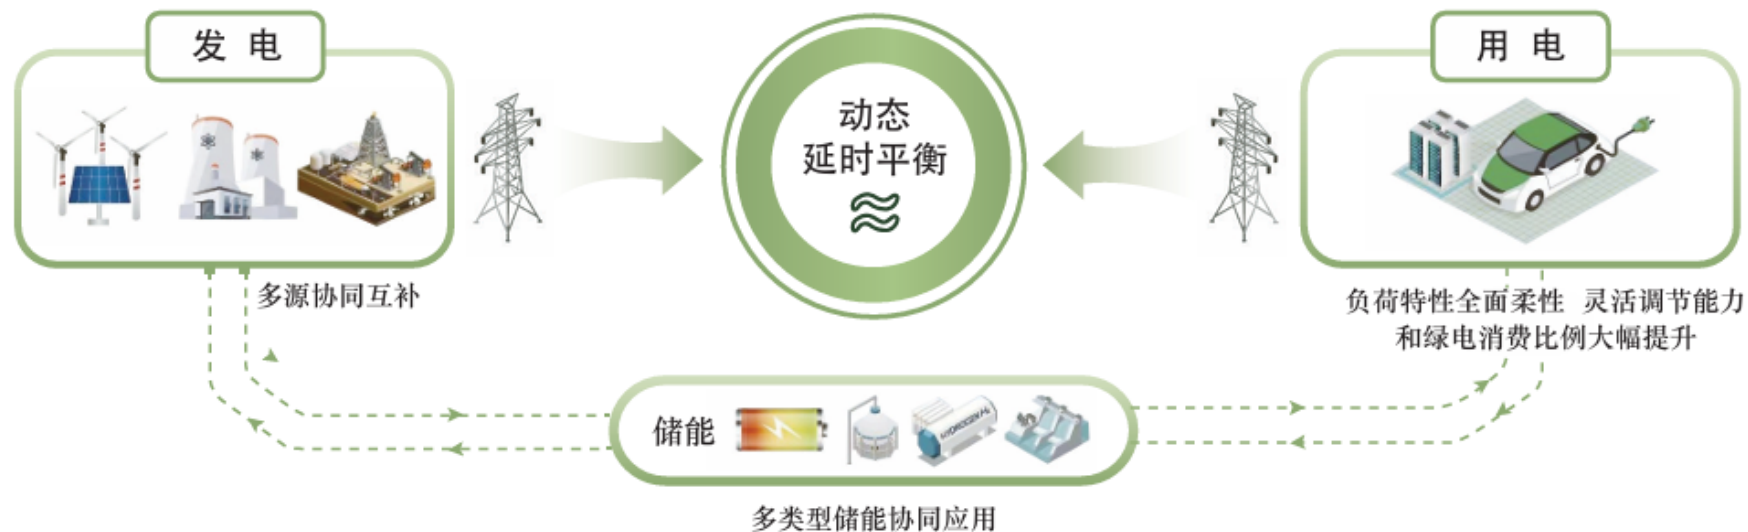 发电
用电
动态
延时平衡
多源协同互补
负荷特性全面柔性 灵活调节能力
和绿电消费比例大幅提升
储能
HYDROGEN H₂
多类型储能协同应用